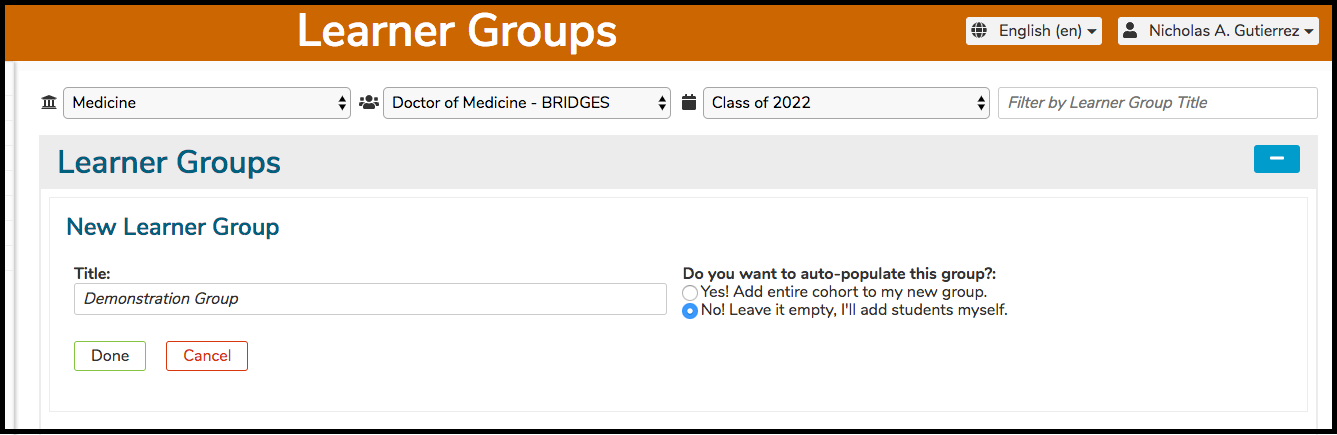 Learner Groups
English (en)
Nicholas A. Gutierrez
Medicine
Doctor of Medicine - BRIDGES
Class of 2022
Filter by Learner Group Title
Learner Groups
New Learner Group
Title:
Demonstration Group
Do you want to auto-populate this group?:
Yes! Add entire cohort to my new group.
No! Leave it empty, I'll add students myself.
Done
Cancel